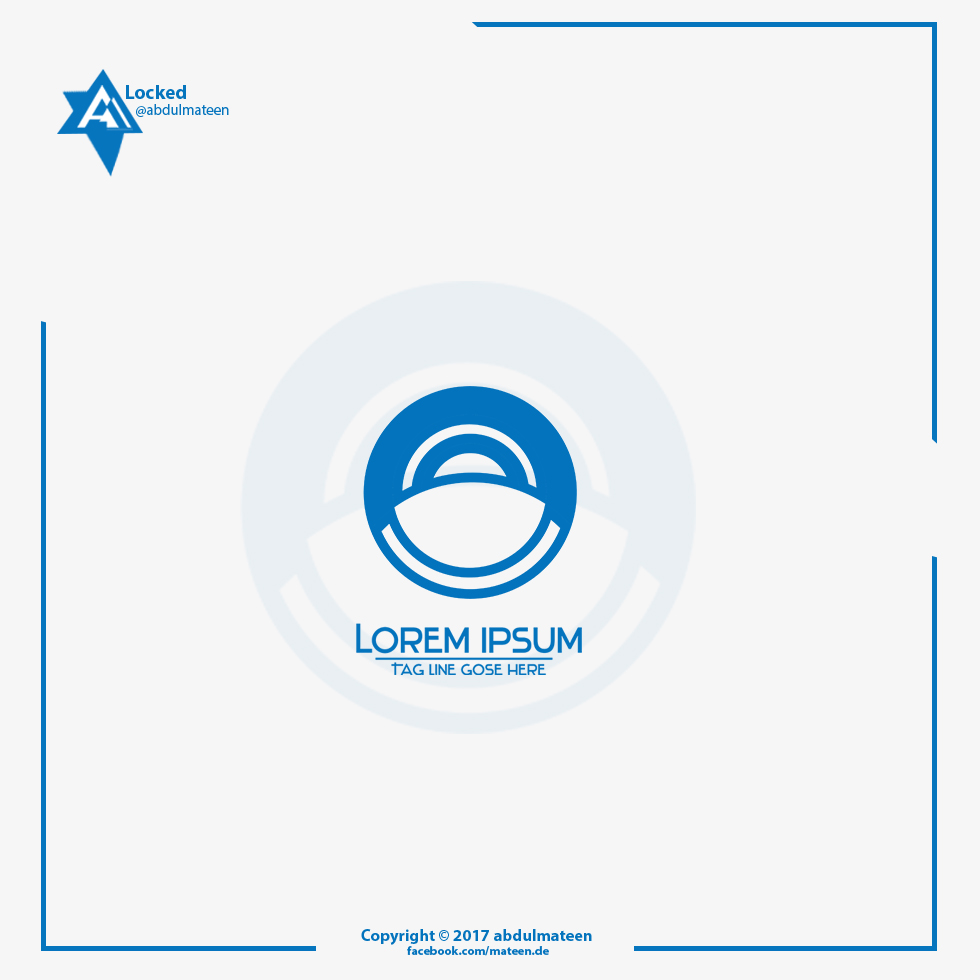 Locked
@abdulmateen
LOREM IPSUM
TAG LINE GOSE HERE
Copyright © 2017 abdulmateen
facebook.com/mateen.de